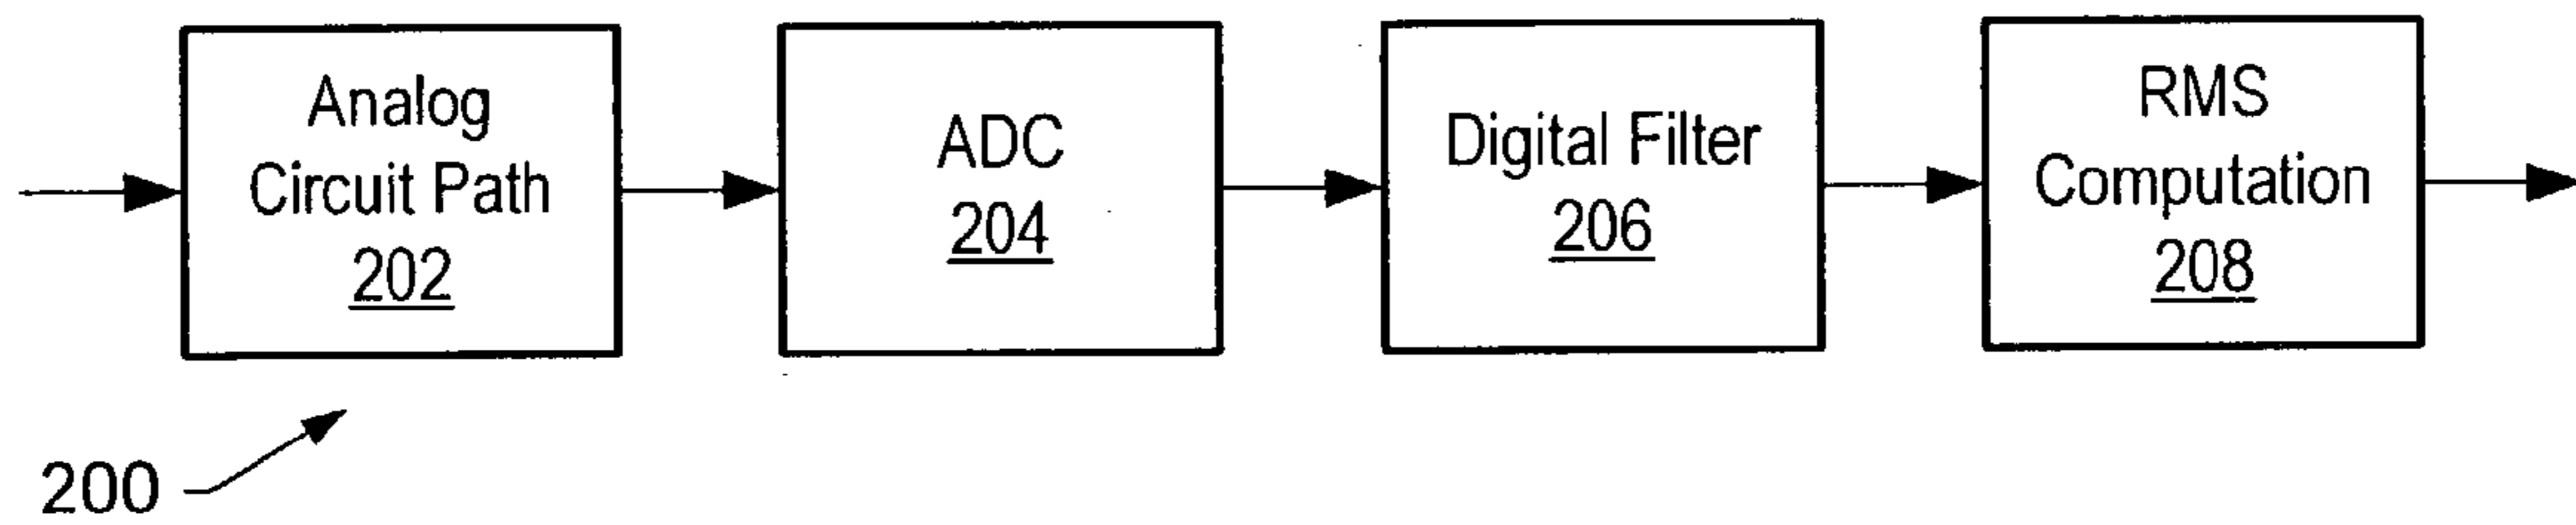 Analog
Circuit Path
202
ADC
204
Digital Filter
206
RMS
Computation
208
200